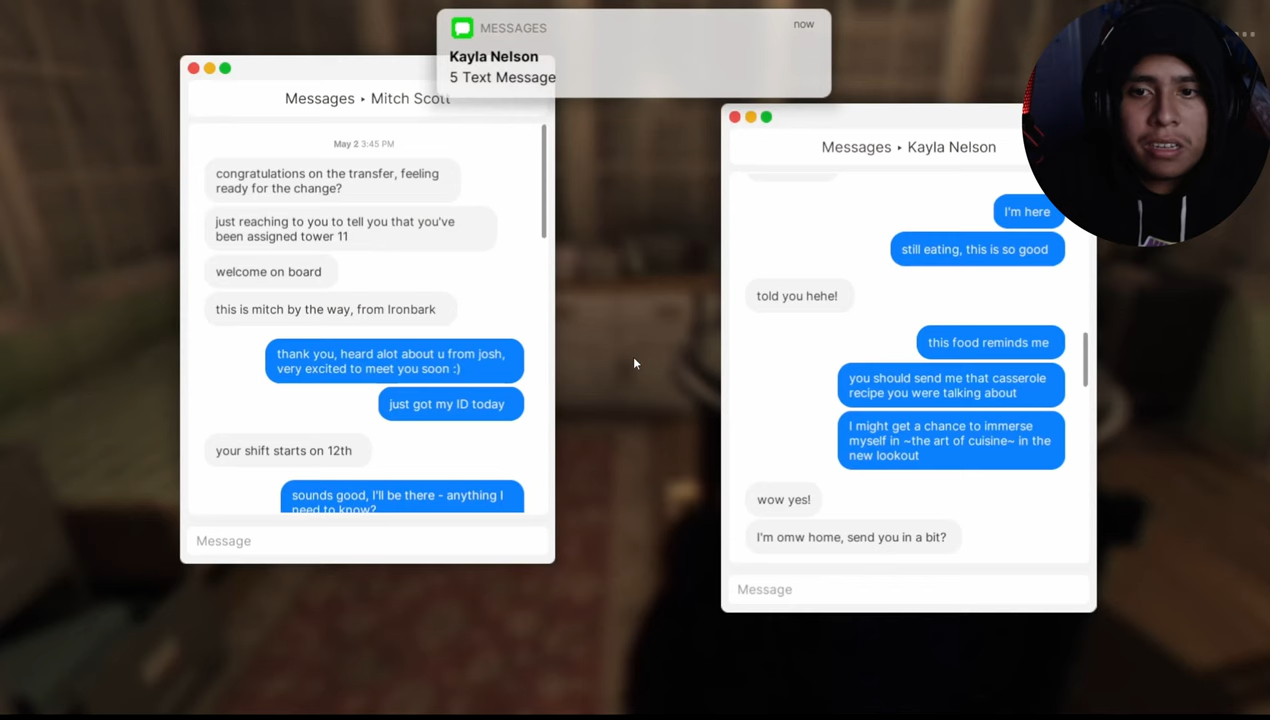 MESSAGES
now
Kayla Nelson
5 Text Message
Messages ‣ Mitch Scott
May 2 3:45 PM
congratulations on the transfer, feeling
ready for the change?
just reaching to you to tell you that you've
been assigned tower 11
welcome on board
this is mitch by the way, from Ironbark
thank you, heard alot about u from josh,
very excited to meet you soon :)
just got my ID today
your shift starts on 12th
sounds good, I'll be there - anything I
need to know?
Message
Messages ‣ Kayla Nelson
I'm here
still eating, this is so good
told you hehe!
this food reminds me
you should send me that casserole
recipe you were talking about
I might get a chance to immerse
myself in ~the art of cuisine~ in the
new lookout
wow yes!
I'm omw home, send you in a bit?
Message